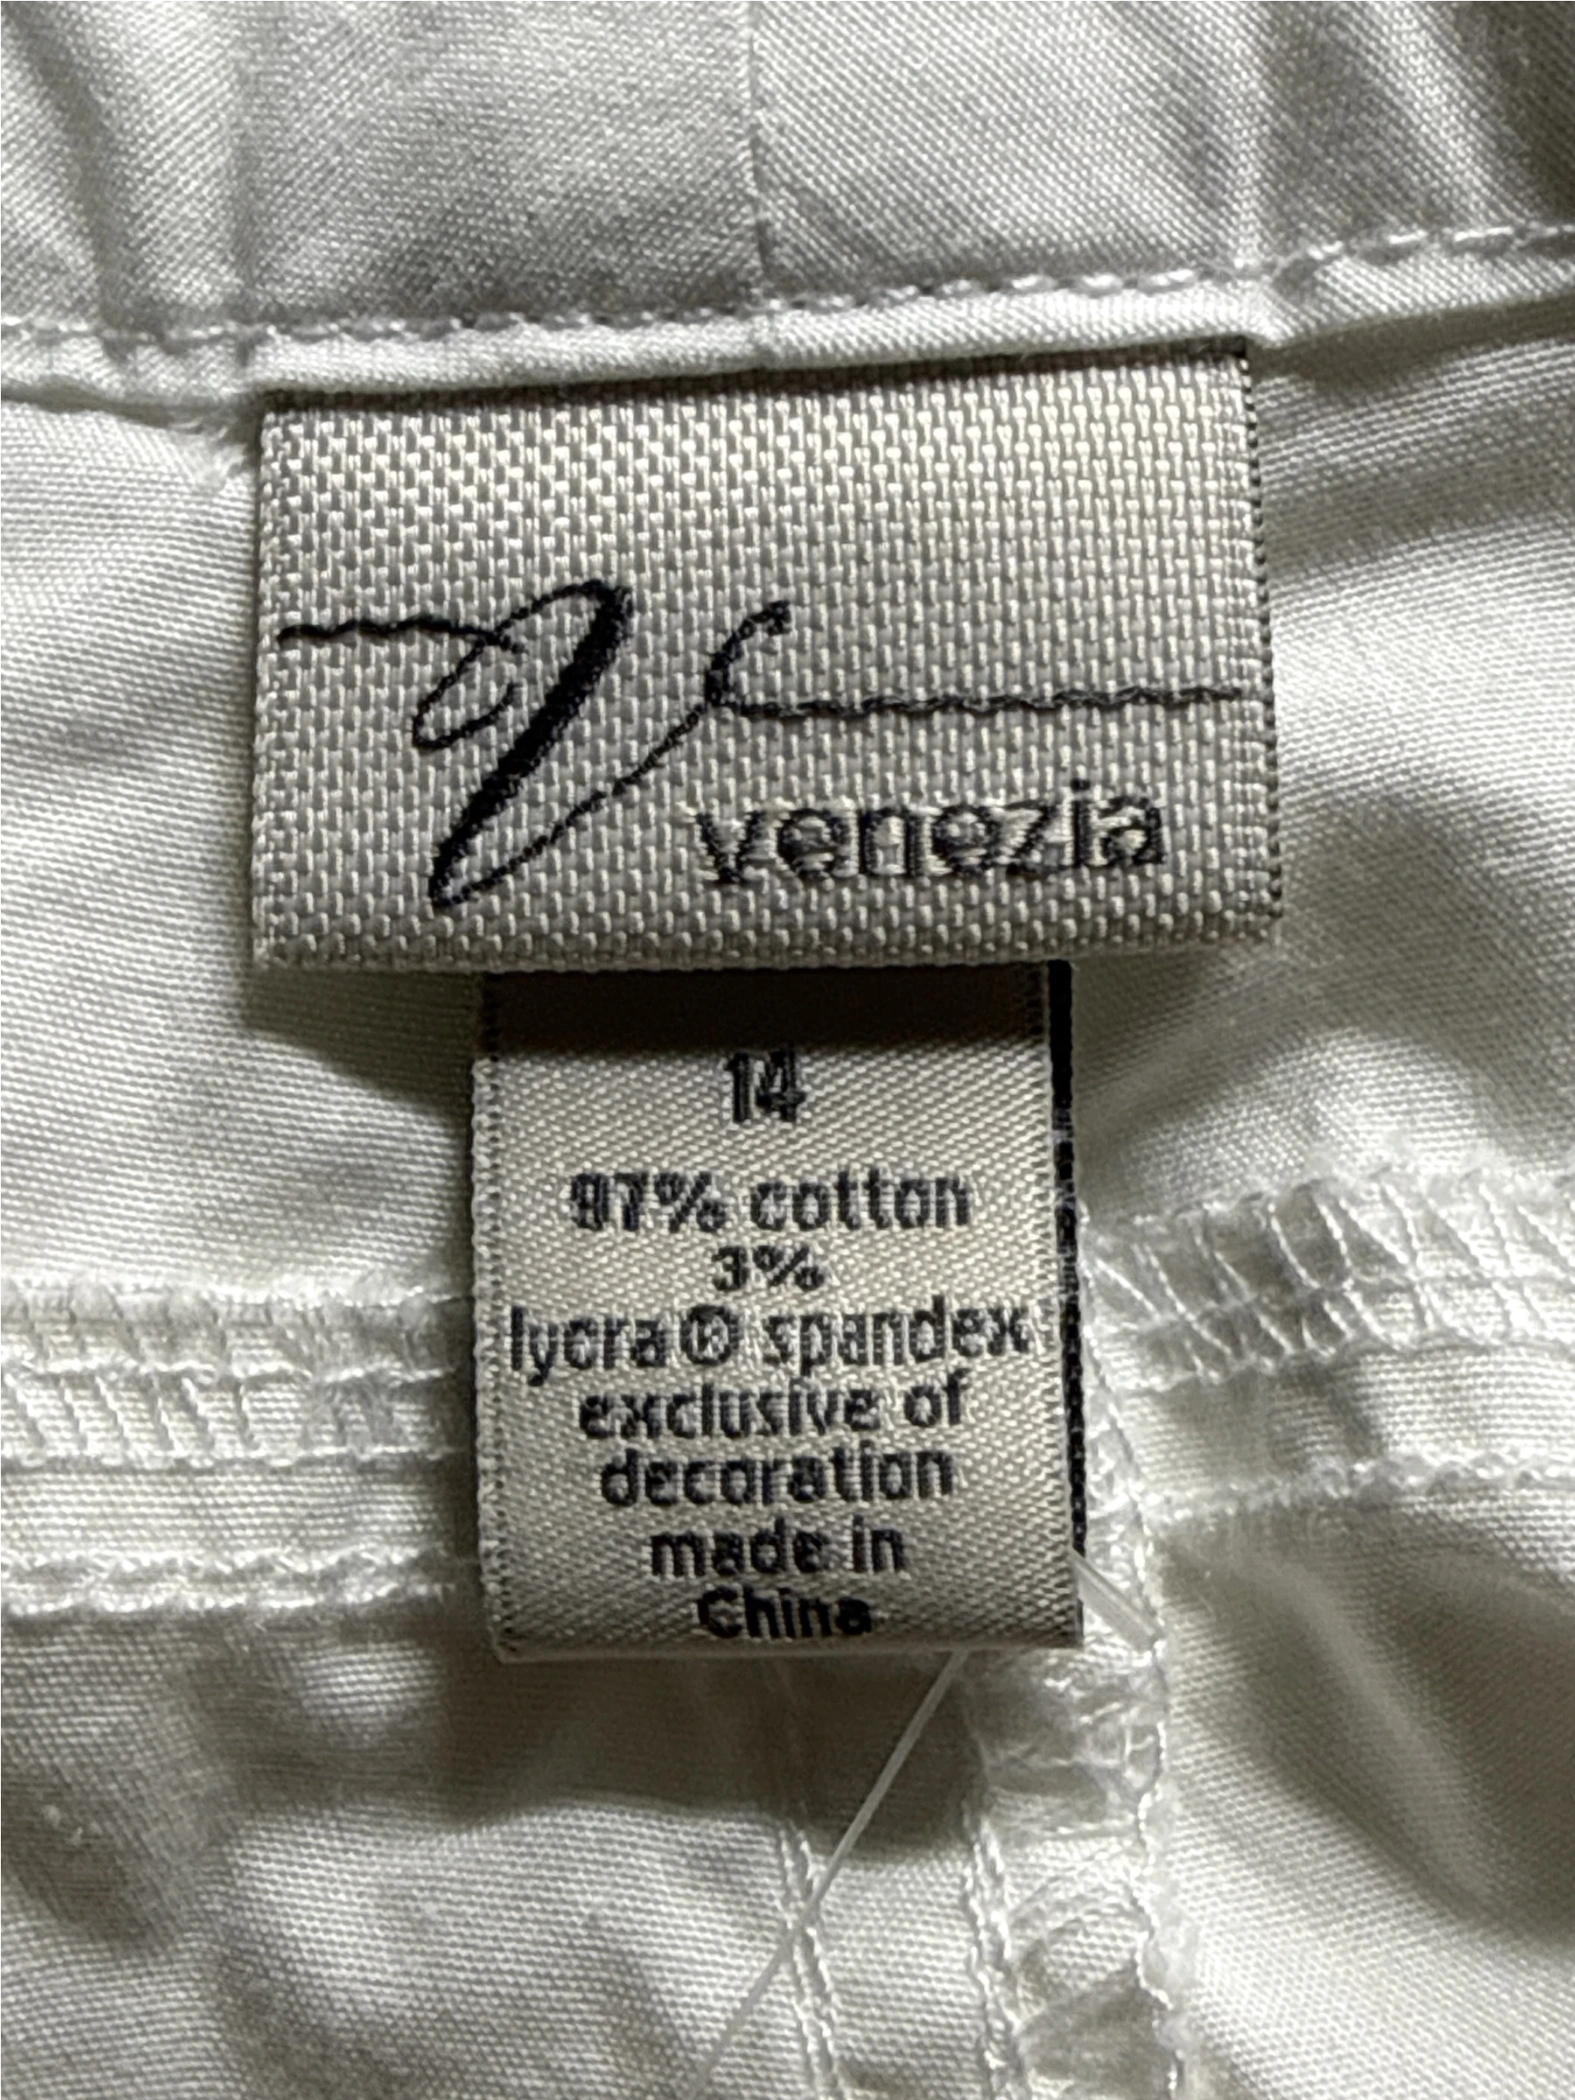 V
venezia
14
97% cotton
3%
lycra® spandex
exclusive of
decoration
made in
China